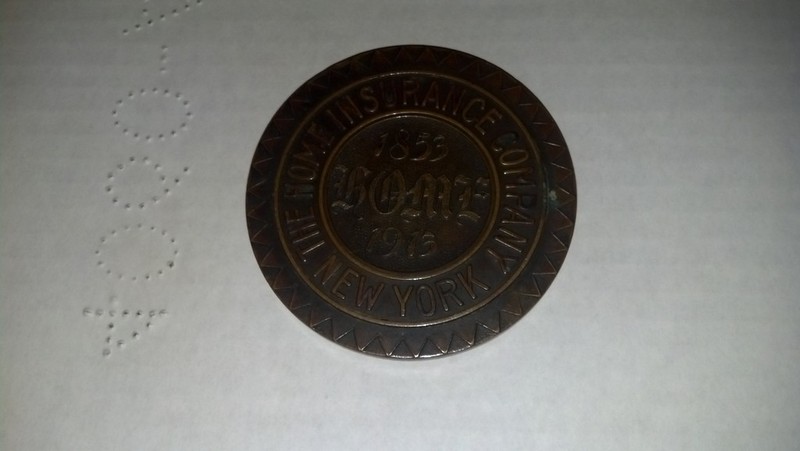 THE HOME INSURANCE COMPANY
1853
HOME
1913
NEW YORK